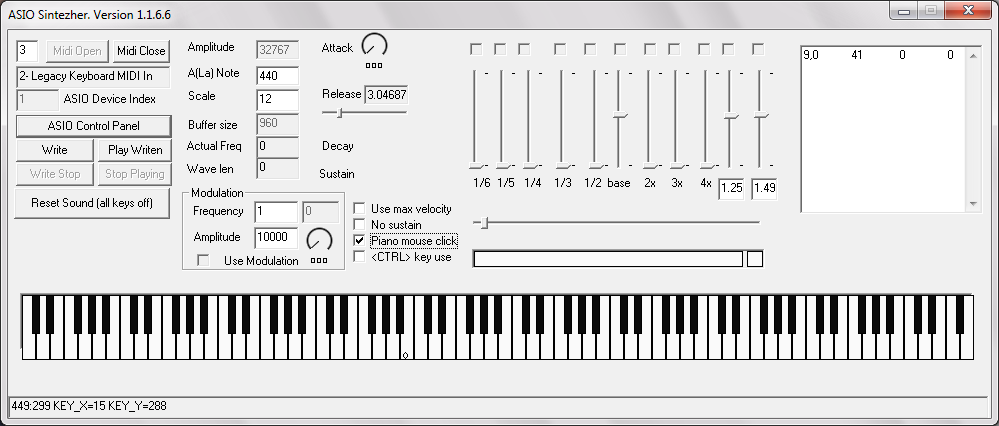 ASIO Sintezher. Version 1.1.6.6
3 Midi Open Midi Close
2- Legacy Keyboard MIDI In
1 ASIO Device Index
ASIO Control Panel
Write Play Writen
Write Stop Stop Playing
Reset Sound (all keys off)
Amplitude 32767
A(La) Note 440
Scale 12
Buffer size 960
Actual Freq 0
Wave len 0
Modulation
Frequency 1 0
Amplitude 10000
Use Modulation
Attack
Release 3.04687
Decay
Sustain
Use max velocity
No sustain
Piano mouse click
<CTRL> key use
1/6 1/5 1/4 1/3 1/2 base 2x 3x 4x 1.25 1.49
9,0 41 0 0
449:299 KEY_X=15 KEY_Y=288